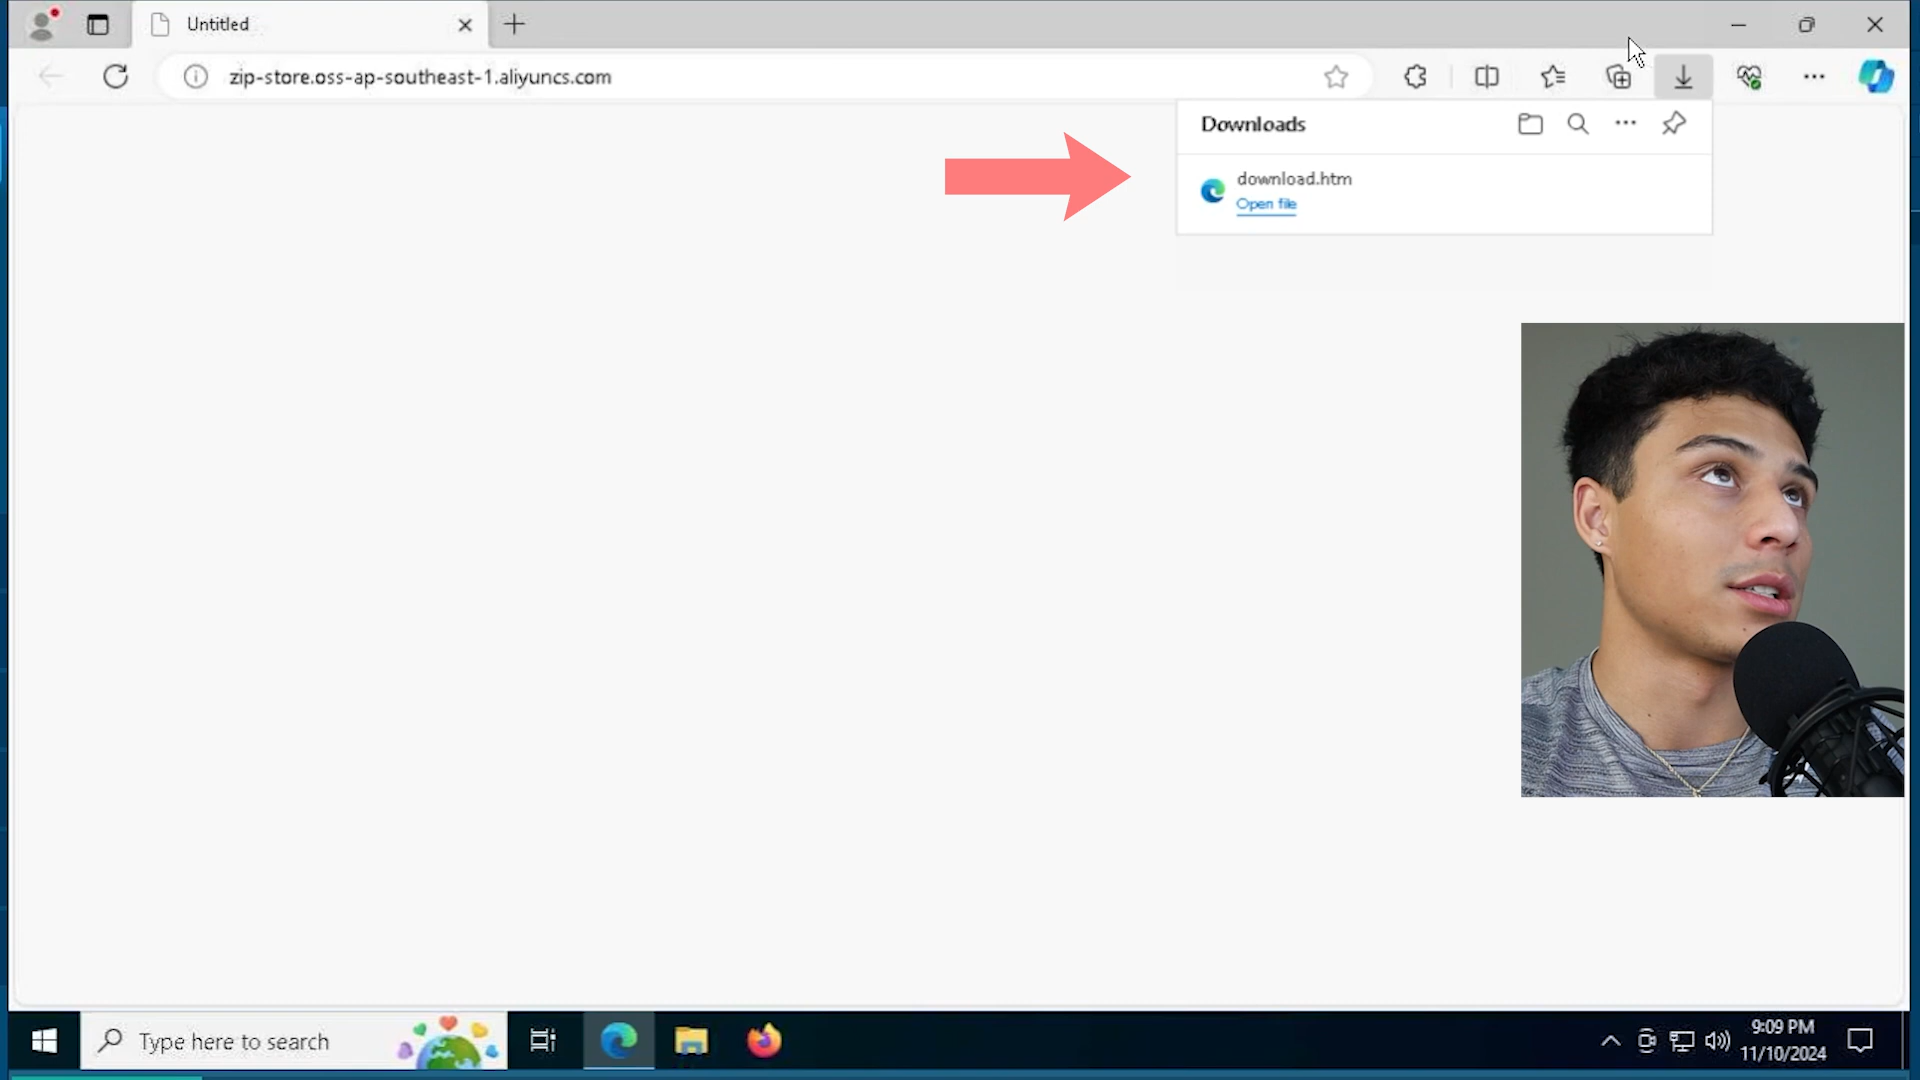 Untitled
zip-store.oss-ap-southeast-1.aliyuncs.com
Downloads
download.htm
Open file
Type here to search
9:09 PM
11/10/2024